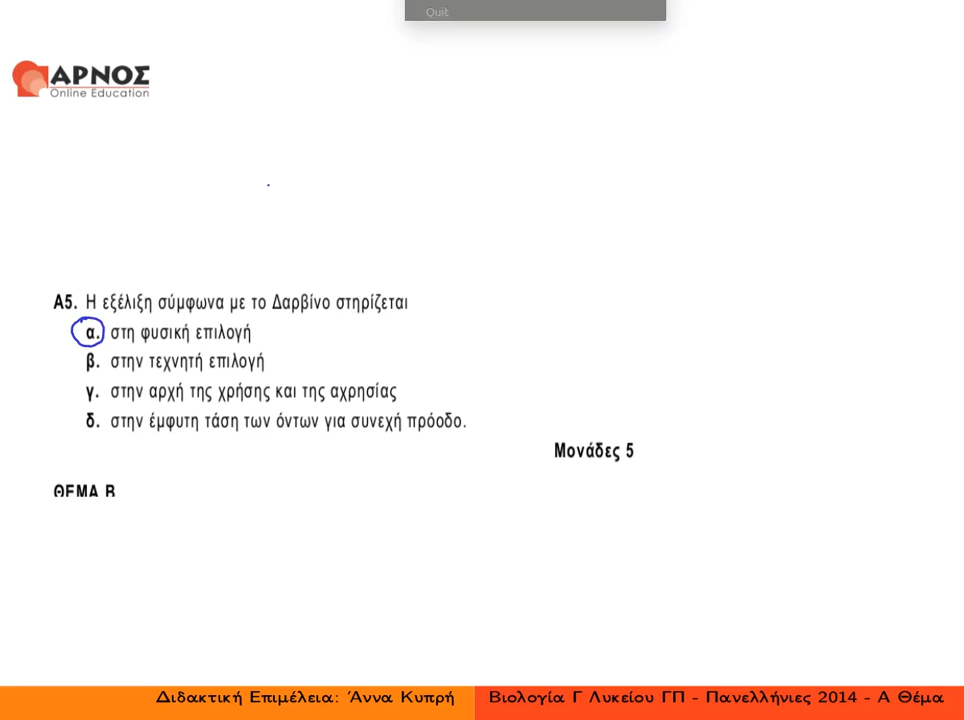 Quit
ΑΡΝΟΣ
Online Education
Α5. Η εξέλιξη σύμφωνα με το Δαρβίνο στηρίζεται
α. στη φυσική επιλογή
β. στην τεχνητή επιλογή
γ. στην αρχή της χρήσης και της αχρησίας
δ. στην έμφυτη τάση των όντων για συνεχή πρόοδο.
Μονάδες 5
ΘΕΜΑ Β
Διδακτική Επιμέλεια: Άννα Κυπρή
Βιολογία Γ Λυκείου ΓΠ - Πανελλήνιες 2014 - Α Θέμα